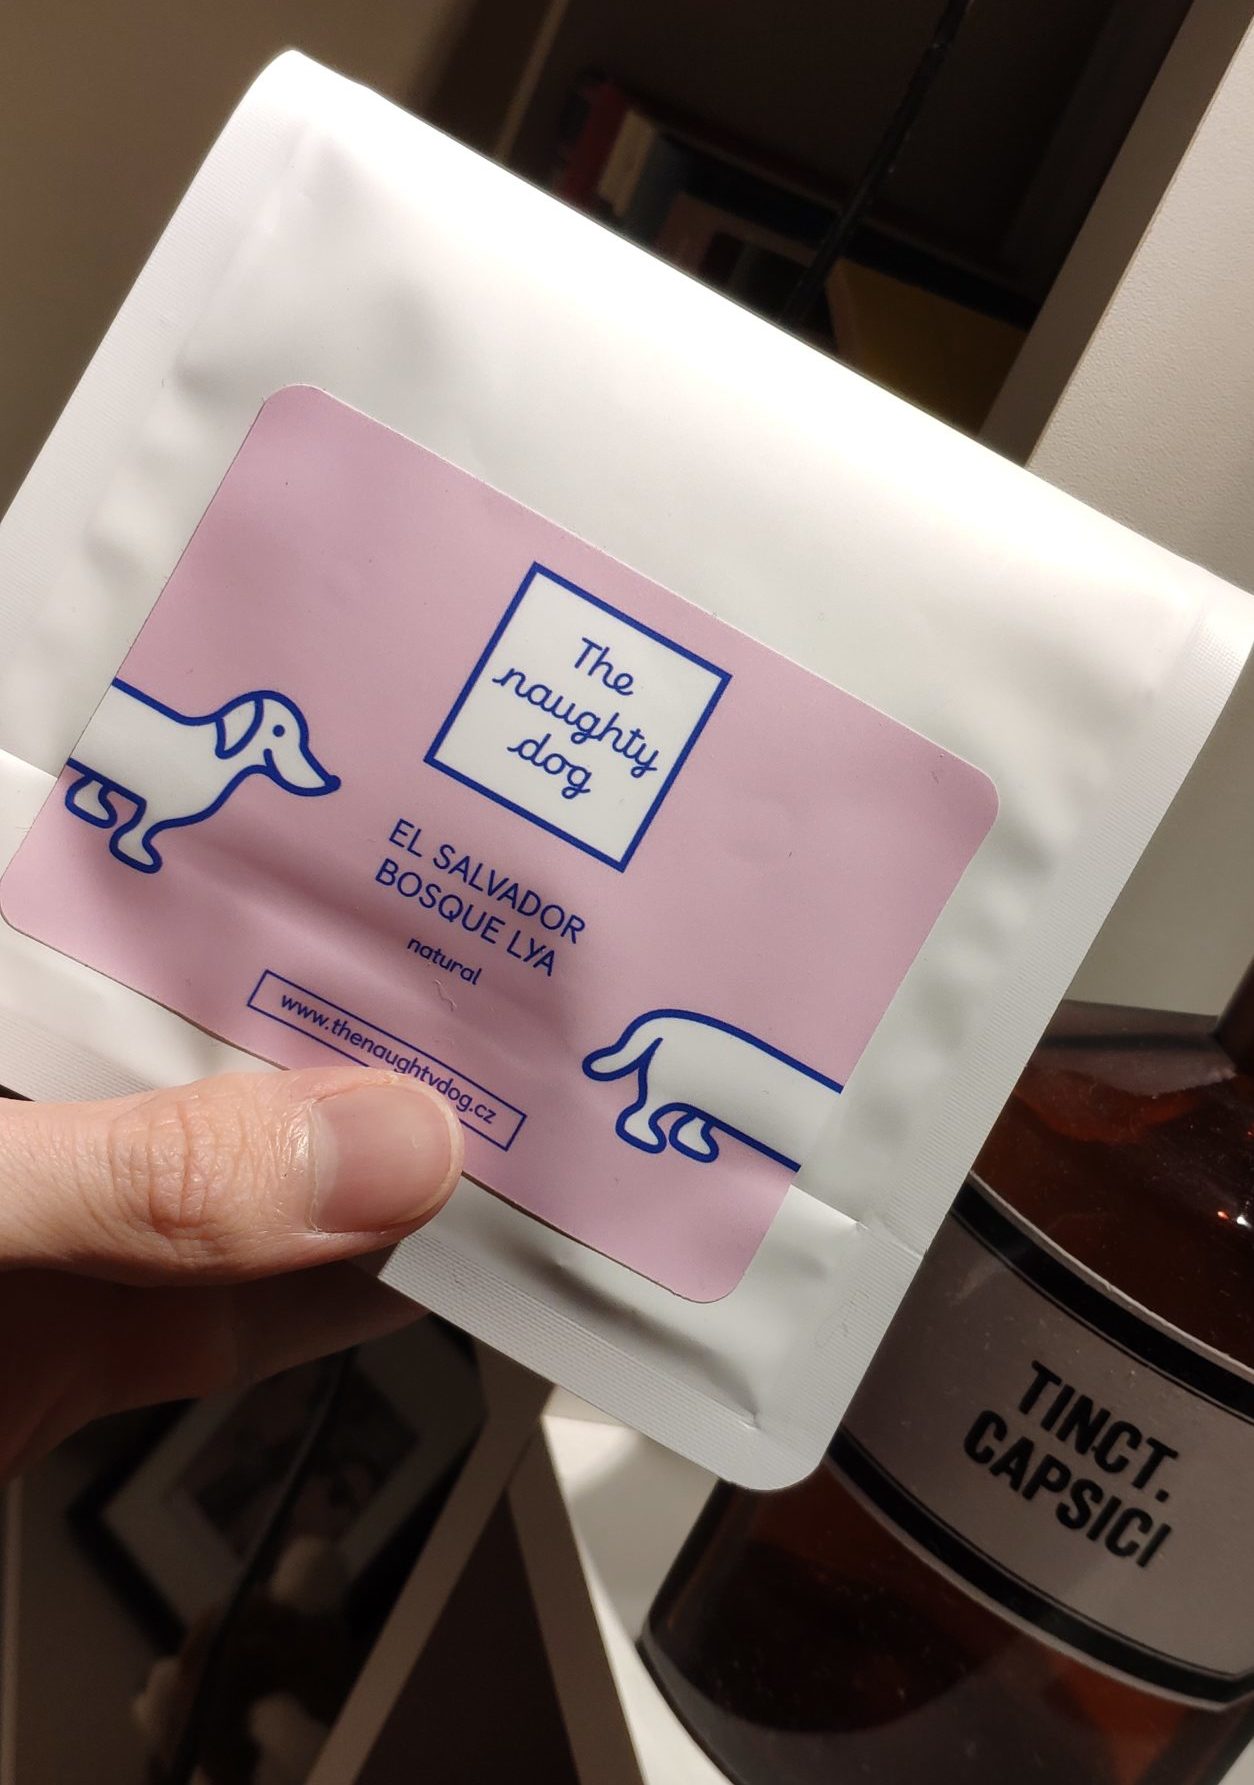 The
naughty
dog
EL SALVADOR
BOSQUE LYA
natural
www.thenaughtydog.cz
TINCT.
CAPSICI